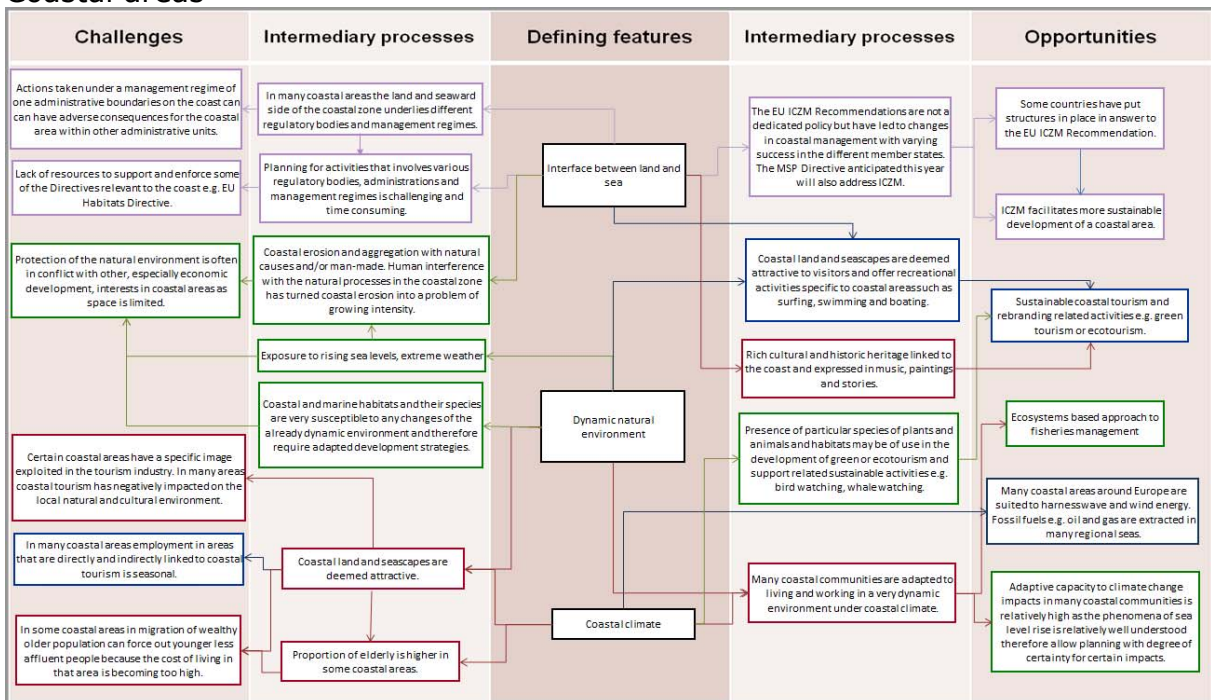 Coastal areas
Challenges
Intermediary processes
Defining features
Intermediary processes
Opportunities
Actions taken under a management regime of
one administrative boundaries on the coast can
can have adverse consequences for the coastal
area within other administrative units.
Lack of resources to support and enforce some
of the Directives relevant to the coast e.g. EU
Habitats Directive.
Protection of the natural environment is often
in conflict with other, especially economic
development, interests in coastal areas as
space is limited.
Certain coastal areas have a specific image
exploited in the tourism industry. In many areas
coastal tourism has negatively impacted on the
local natural and cultural environment.
In many coastal areas employment in areas
that are directly and indirectly linked to coastal
tourism is seasonal.
In some coastal areas in migration of wealthy
older population can force out younger less
affluent people because the cost of living in
that area is becoming too high.
In many coastal areas the land and seaward
side of the coastal zone underlies different
regulatory bodies and management regimes.
Planning for activities that involves various
regulatory bodies, administrations and
management regimes is challenging and
time consuming.
Coastal erosion and aggregation with natural
causes and/or man-made. Human interference
with the natural processes in the coastal zone
has turned coastal erosion into a problem of
growing intensity.
Exposure to rising sea levels, extreme weather
Coastal and marine habitats and their species
are very susceptible to any changes of the
already dynamic environment and therefore
require adapted development strategies.
Coastal land and seascapes are
deemed attractive.
Proportion of elderly is higher in
some coastal areas.
Interface between land and
sea
Dynamic natural
environment
Coastal climate
The EU ICZM Recommendations are not a
dedicated policy but have led to changes
in coastal management with varying
success in the different member states.
The MSP Directive anticipated this year
will also address ICZM.
Coastal land and seascapes are deemed
attractive to visitors and offer recreational
activities specific to coastal areas such as
surfing, swimming and boating.
Rich cultural and historic heritage linked to
the coast and expressed in music, paintings
and stories.
Presence of particular species of plants and
animals and habitats may be of use in the
development of green or ecotourism and
support related sustainable activities e.g.
bird watching, whale watching.
Many coastal communities are adapted to
living and working in a very dynamic
environment under coastal climate.
Some countries have put
structures in place in answer to
the EU ICZM Recommendation.
ICZM facilitates more sustainable
development of a coastal area.
Sustainable coastal tourism and
rebranding related activities e.g. green
tourism or ecotourism.
Ecosystems based approach to
fisheries management
Many coastal areas around Europe are
suited to harness wave and wind energy.
Fossil fuels e.g. oil and gas are extracted in
many regional seas.
Adaptive capacity to climate change
impacts in many coastal communities is
relatively high as the phenomena of sea
level rise is relatively well understood
therefore allow planning with degree of
certainty for certain impacts.